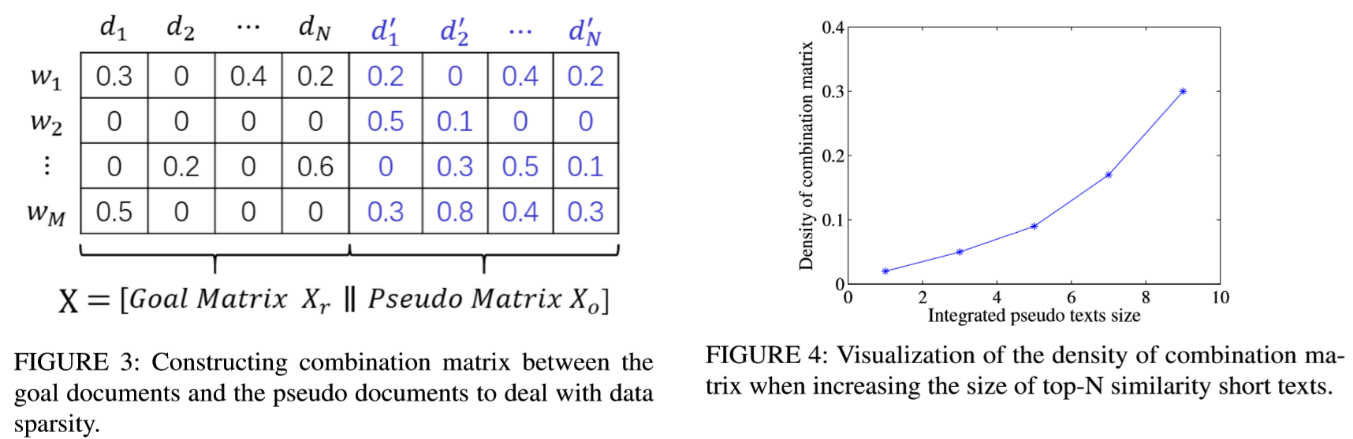 d₁ d₂ ⋯ d_N d′₁ d′₂ ⋯ d′_N
w₁ 0.3 0 0.4 0.2 0.2 0 0.4 0.2
w₂ 0 0 0 0 0.5 0.1 0 0
⋮ 0 0.2 0 0.6 0 0.3 0.5 0.1
w_M 0.5 0 0 0 0.3 0.8 0.4 0.3
X = [Goal Matrix X_r ∥ Pseudo Matrix X_o]
FIGURE 3: Constructing combination matrix between the
goal documents and the pseudo documents to deal with data
sparsity.
Density of combination matrix
0.4
0.3
0.2
0.1
0
0 2 4 6 8 10
Integrated pseudo texts size
FIGURE 4: Visualization of the density of combination ma-
trix when increasing the size of top-N similarity short texts.